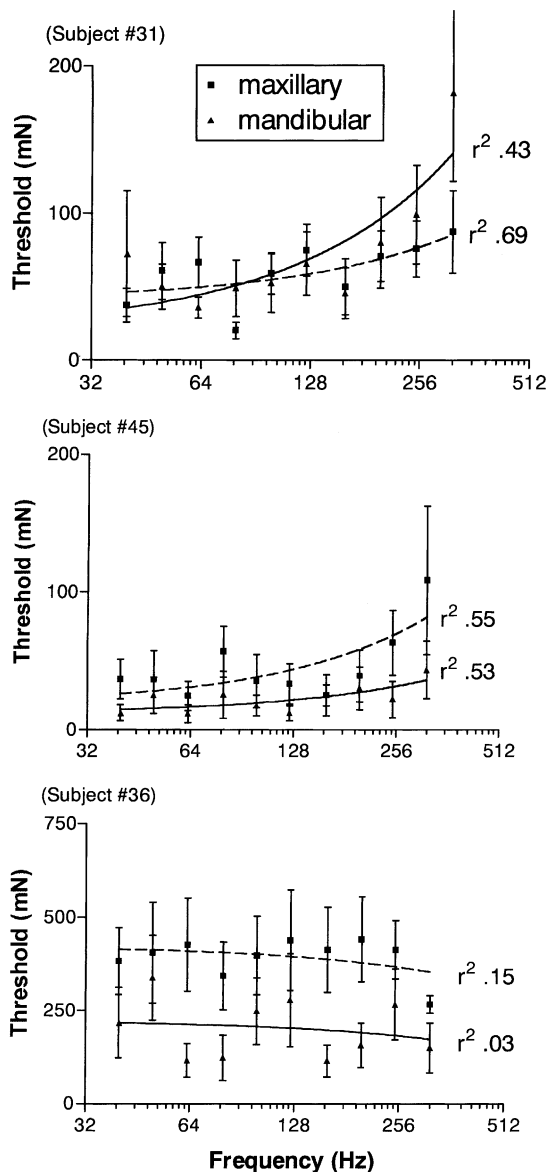 (Subject #31)
200
maxillary
mandibular
r² .43
Threshold (mN)
100
r² .69
0
32 64 128 256 512
(Subject #45)
200
Threshold (mN)
100
r² .55
r² .53
0
32 64 128 256 512
(Subject #36)
750
Threshold (mN)
500
r² .15
250
r² .03
0
32 64 128 256 512
Frequency (Hz)